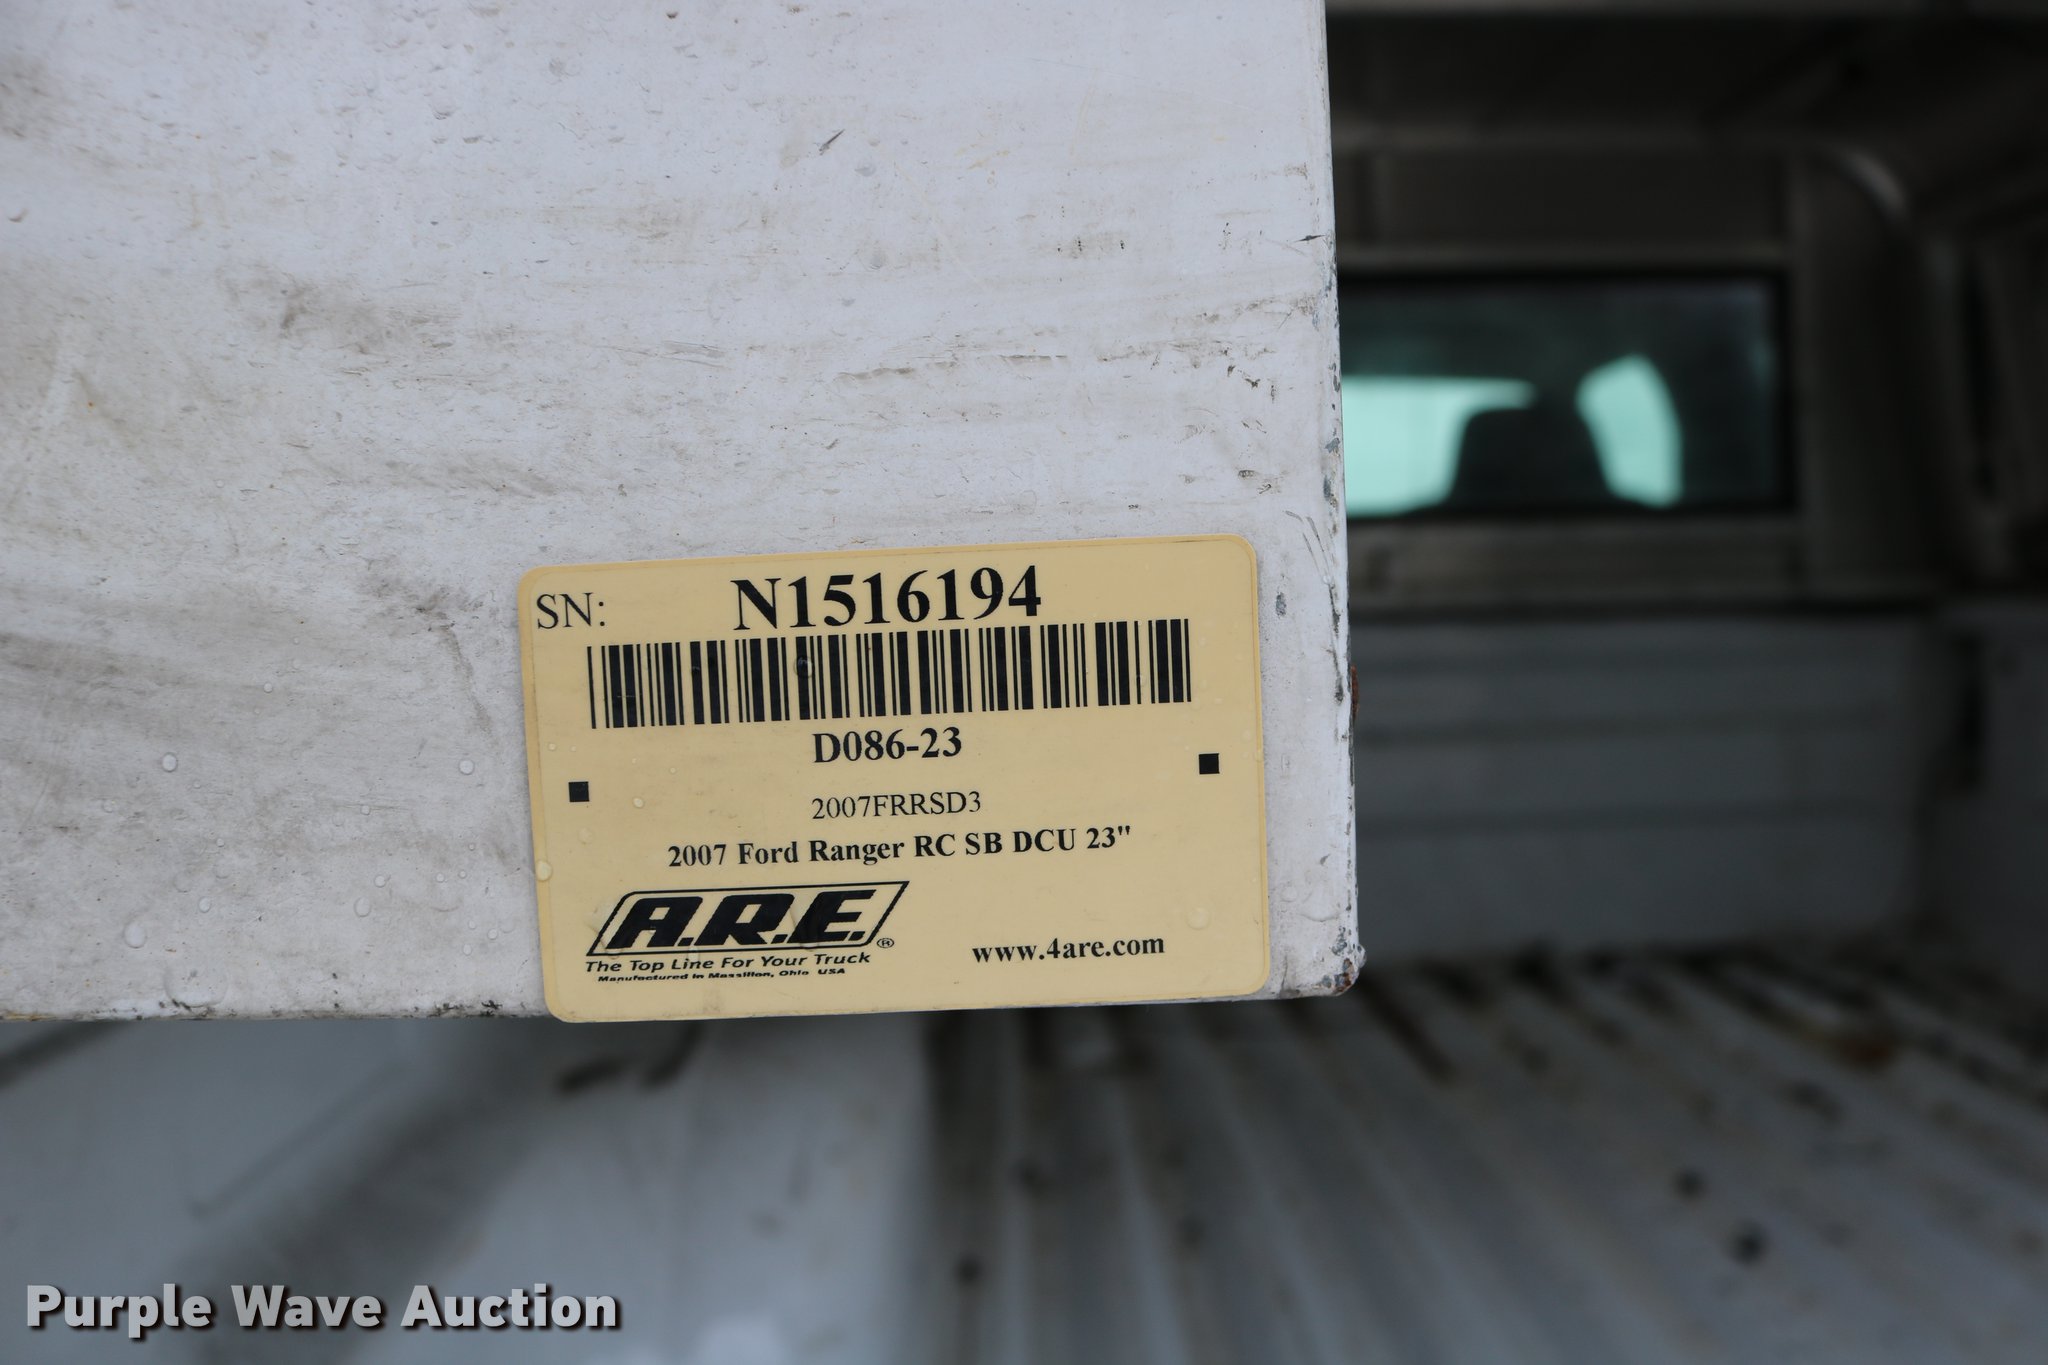 SN: N1516194
D086-23
2007FRRSD3
2007 Ford Ranger RC SB DCU 23"
A.R.E.®
The Top Line For Your Truck
Manufactured in Massillon, Ohio USA
www.4are.com
Purple Wave Auction